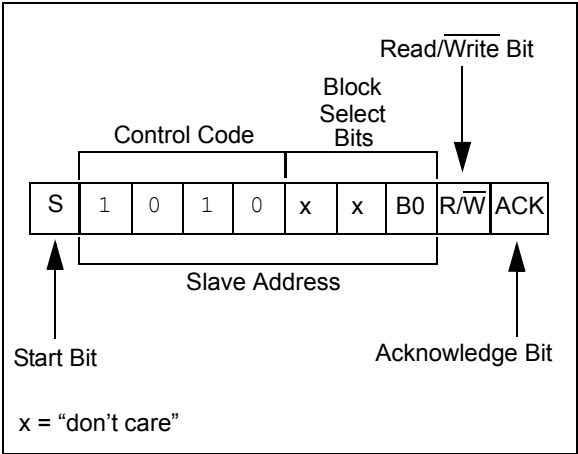 Read/Write Bit
Block
Select
Bits
Control Code
S 1 0 1 0 x x B0 R/W ACK
Slave Address
Start Bit
Acknowledge Bit
x = “don’t care”